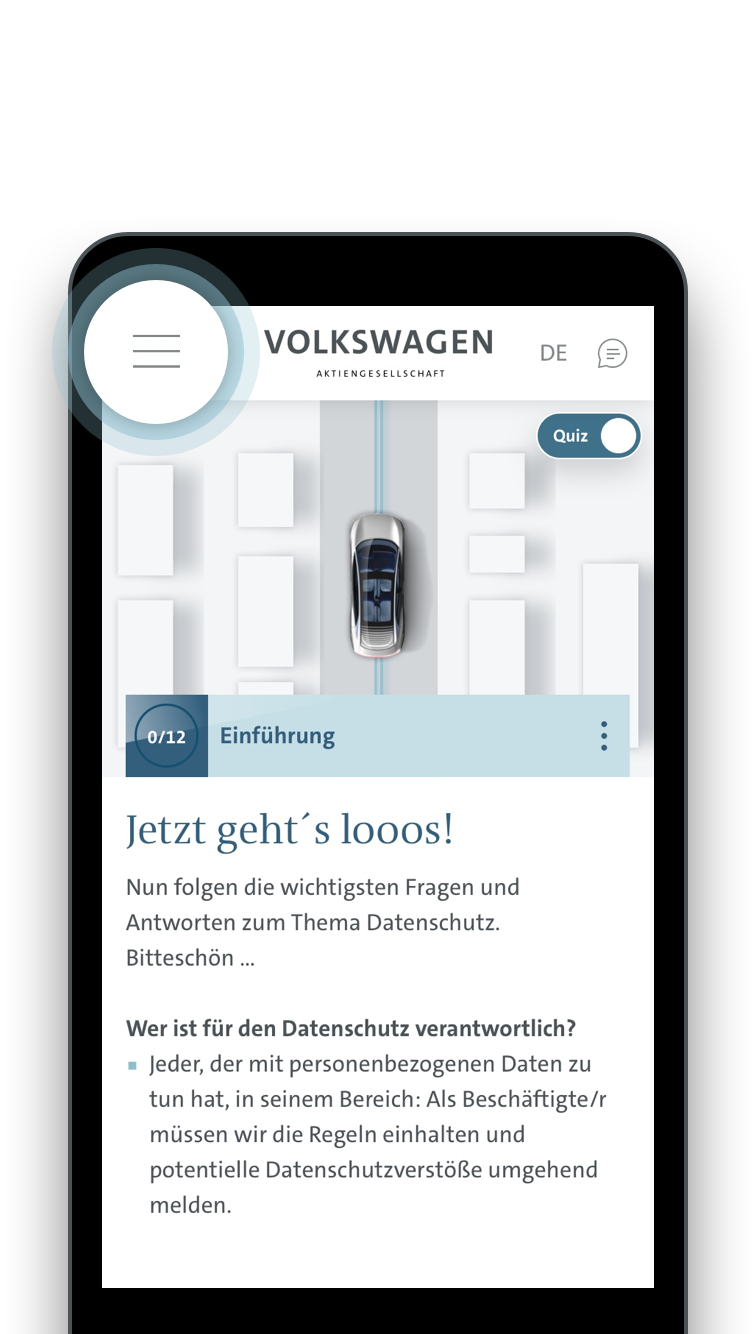 VOLKSWAGEN
AKTIENGESELLSCHAFT
DE
Quiz
0/12
Einführung
Jetzt geht´s looos!
Nun folgen die wichtigsten Fragen und
Antworten zum Thema Datenschutz.
Bitteschön ...
Wer ist für den Datenschutz verantwortlich?
Jeder, der mit personenbezogenen Daten zu
tun hat, in seinem Bereich: Als Beschäftigte/r
müssen wir die Regeln einhalten und
potentielle Datenschutzverstöße umgehend
melden.